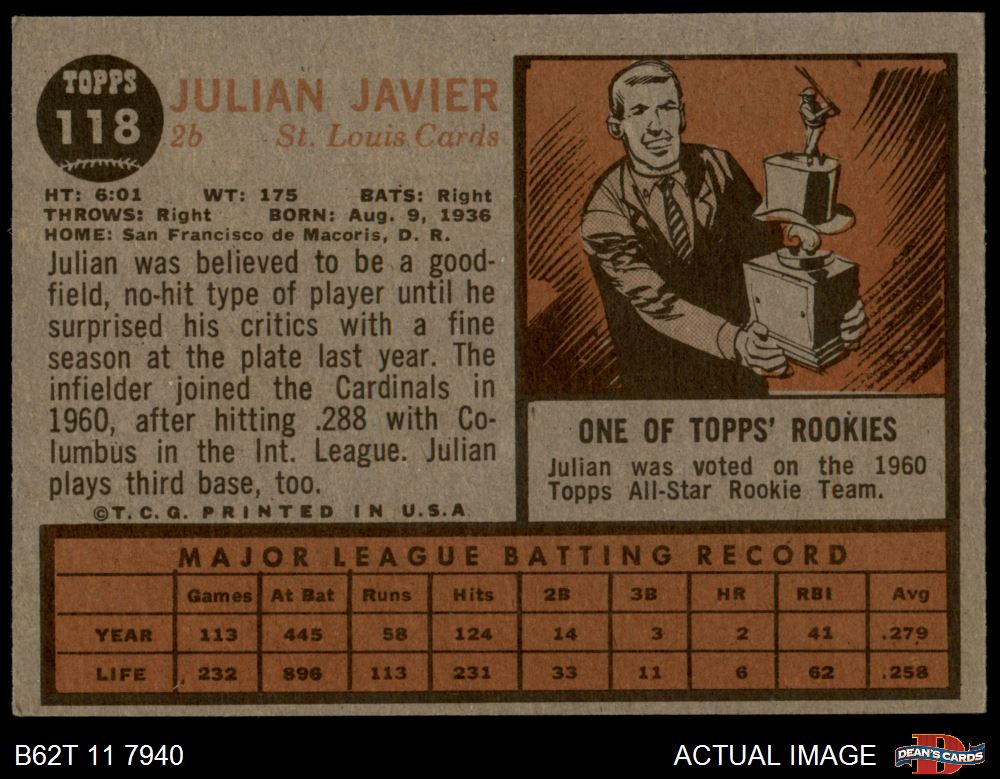 TOPPS
118
JULIAN JAVIER
2b St. Louis Cards
HT: 6:01 WT: 175 BATS: Right
THROWS: Right BORN: Aug. 9, 1936
HOME: San Francisco de Macoris, D. R.
Julian was believed to be a good-
field, no-hit type of player until he
surprised his critics with a fine
season at the plate last year. The
infielder joined the Cardinals in
1960, after hitting .288 with Co-
lumbus in the Int. League. Julian
plays third base, too.
©T.C.G. PRINTED IN U.S.A
ONE OF TOPPS' ROOKIES
Julian was voted on the 1960
Topps All-Star Rookie Team.
MAJOR LEAGUE BATTING RECORD
Games At Bat Runs Hits 2B 3B HR RBI Avg
YEAR 113 445 58 124 14 3 2 41 .279
LIFE 232 896 113 231 33 11 6 62 .258
B62T 11 7940
ACTUAL IMAGE
DEAN'S CARDS